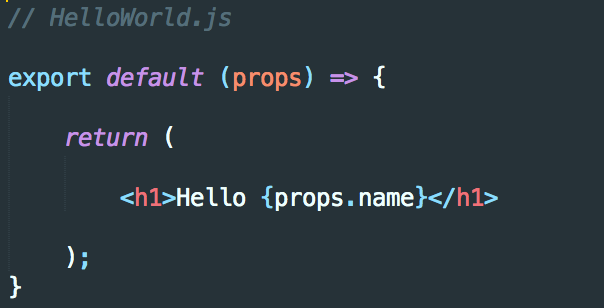 // HelloWorld.js
export default (props) => {
return (
<h1>Hello {props.name}</h1>
);
}